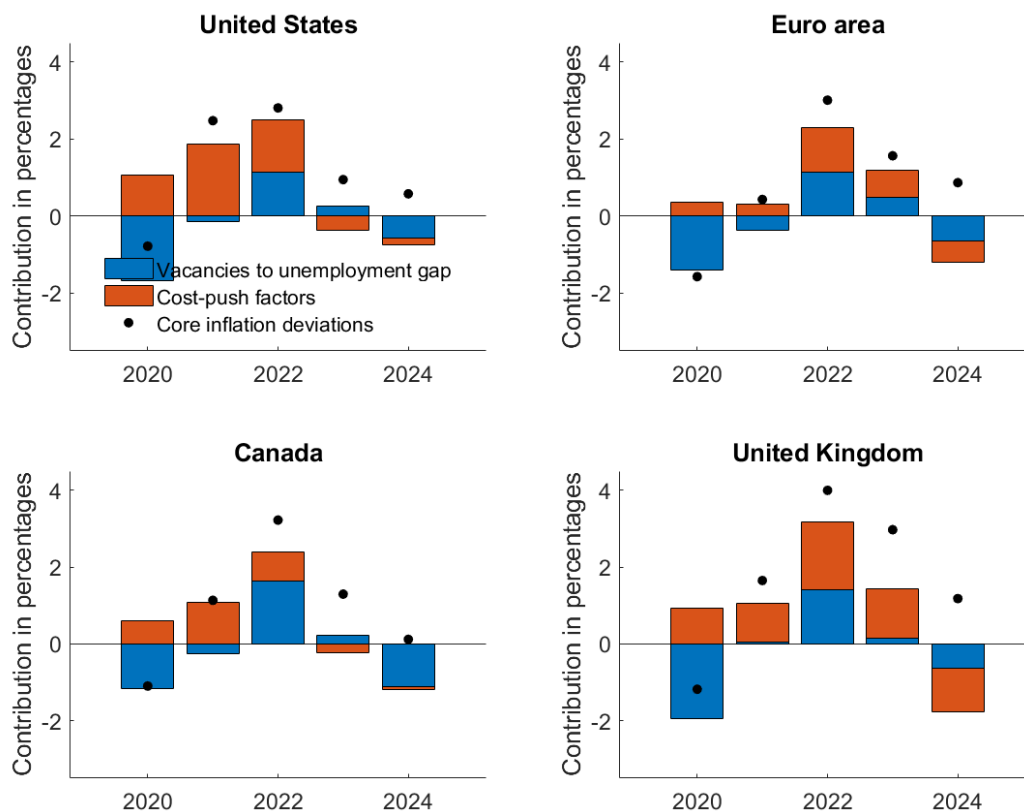 United States
Contribution in percentages
4
2
0
-2
2020
2022
2024
Vacancies to unemployment gap
Cost-push factors
Core inflation deviations
Euro area
Contribution in percentages
4
2
0
-2
2020
2022
2024
Canada
Contribution in percentages
4
2
0
-2
2020
2022
2024
United Kingdom
Contribution in percentages
4
2
0
-2
2020
2022
2024